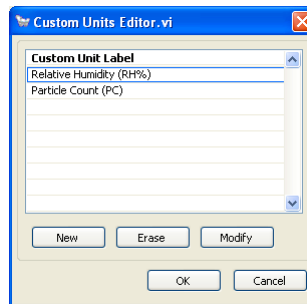 Custom Units Editor.vi
Custom Unit Label
Relative Humidity (RH%)
Particle Count (PC)
New Erase Modify
OK Cancel